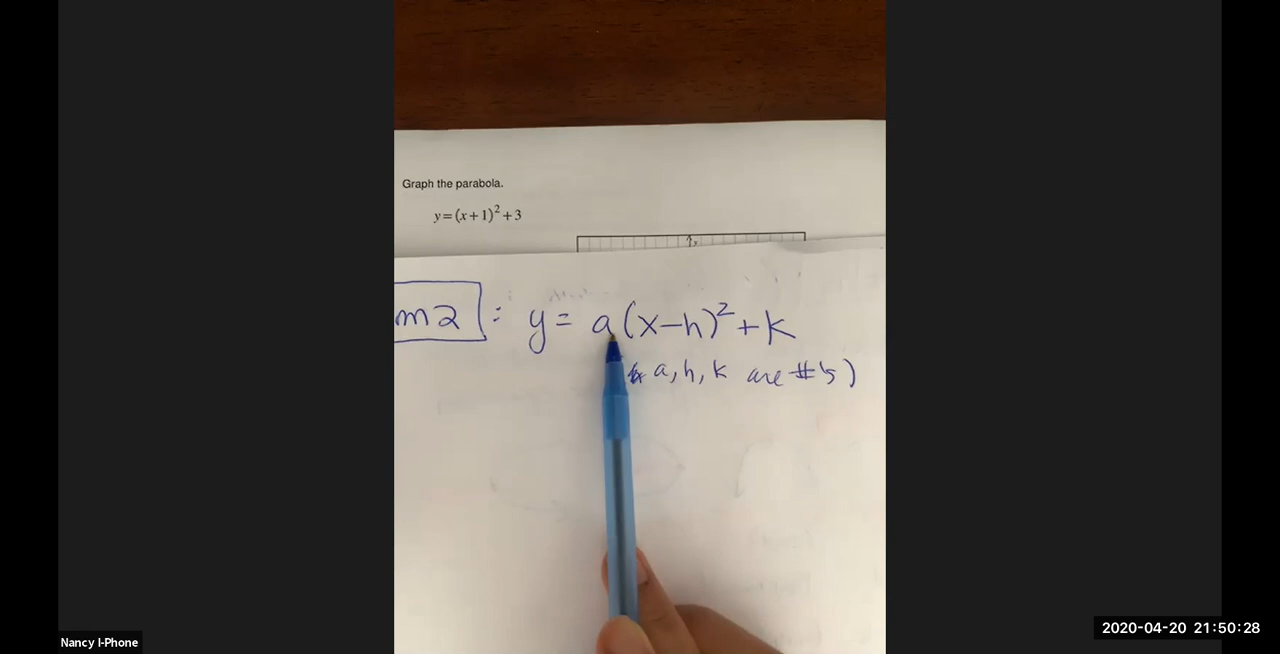 Graph the parabola.
y=(x+1)²+3
y
m2 : y = a(x-h)²+k
a, h, k are #'s)
Nancy I-Phone
2020-04-20 21:50:28